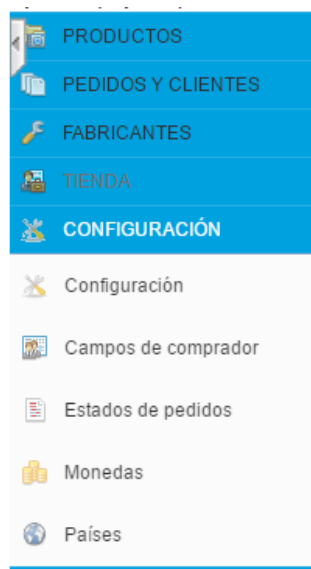 PRODUCTOS
PEDIDOS Y CLIENTES
FABRICANTES
TIENDA
CONFIGURACIÓN
Configuración
Campos de comprador
Estados de pedidos
Monedas
Países